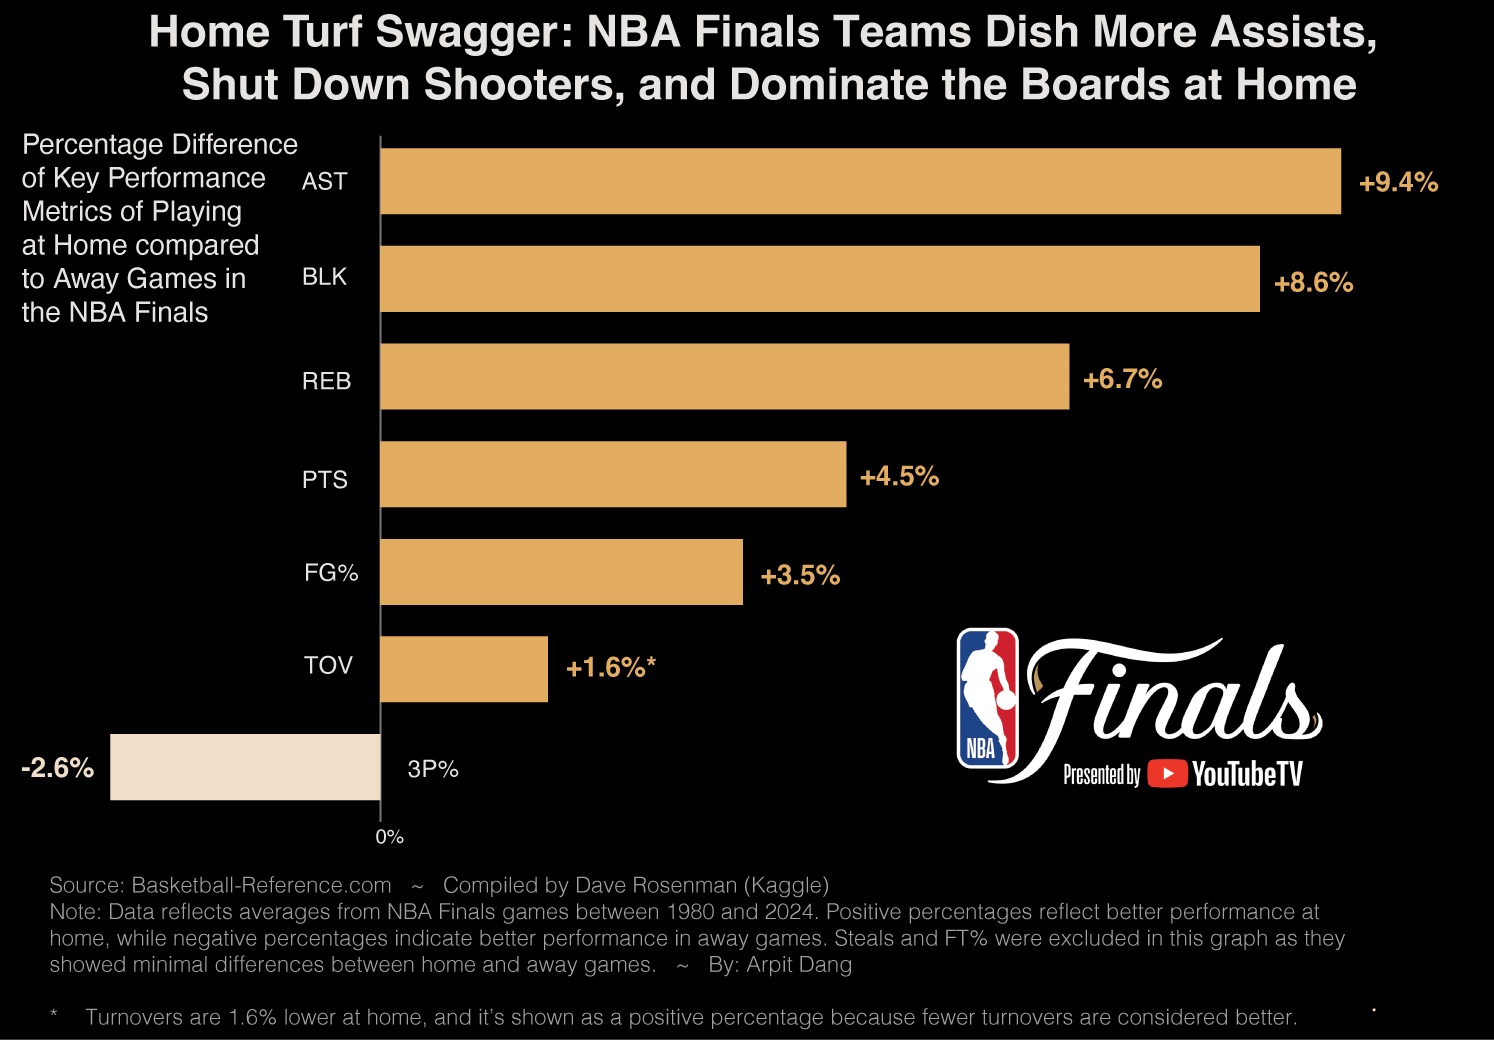 Home Turf Swagger: NBA Finals Teams Dish More Assists,
Shut Down Shooters, and Dominate the Boards at Home
Percentage Difference
of Key Performance
Metrics of Playing
at Home compared
to Away Games in
the NBA Finals
AST
+9.4%
BLK
+8.6%
REB
+6.7%
PTS
+4.5%
FG%
+3.5%
TOV
+1.6%*
-2.6%
3P%
0%
NBA
Finals
Presented by YouTubeTV
Source: Basketball-Reference.com ~ Compiled by Dave Rosenman (Kaggle)
Note: Data reflects averages from NBA Finals games between 1980 and 2024. Positive percentages reflect better performance at
home, while negative percentages indicate better performance in away games. Steals and FT% were excluded in this graph as they
showed minimal differences between home and away games. ~ By: Arpit Dang
* Turnovers are 1.6% lower at home, and it's shown as a positive percentage because fewer turnovers are considered better.